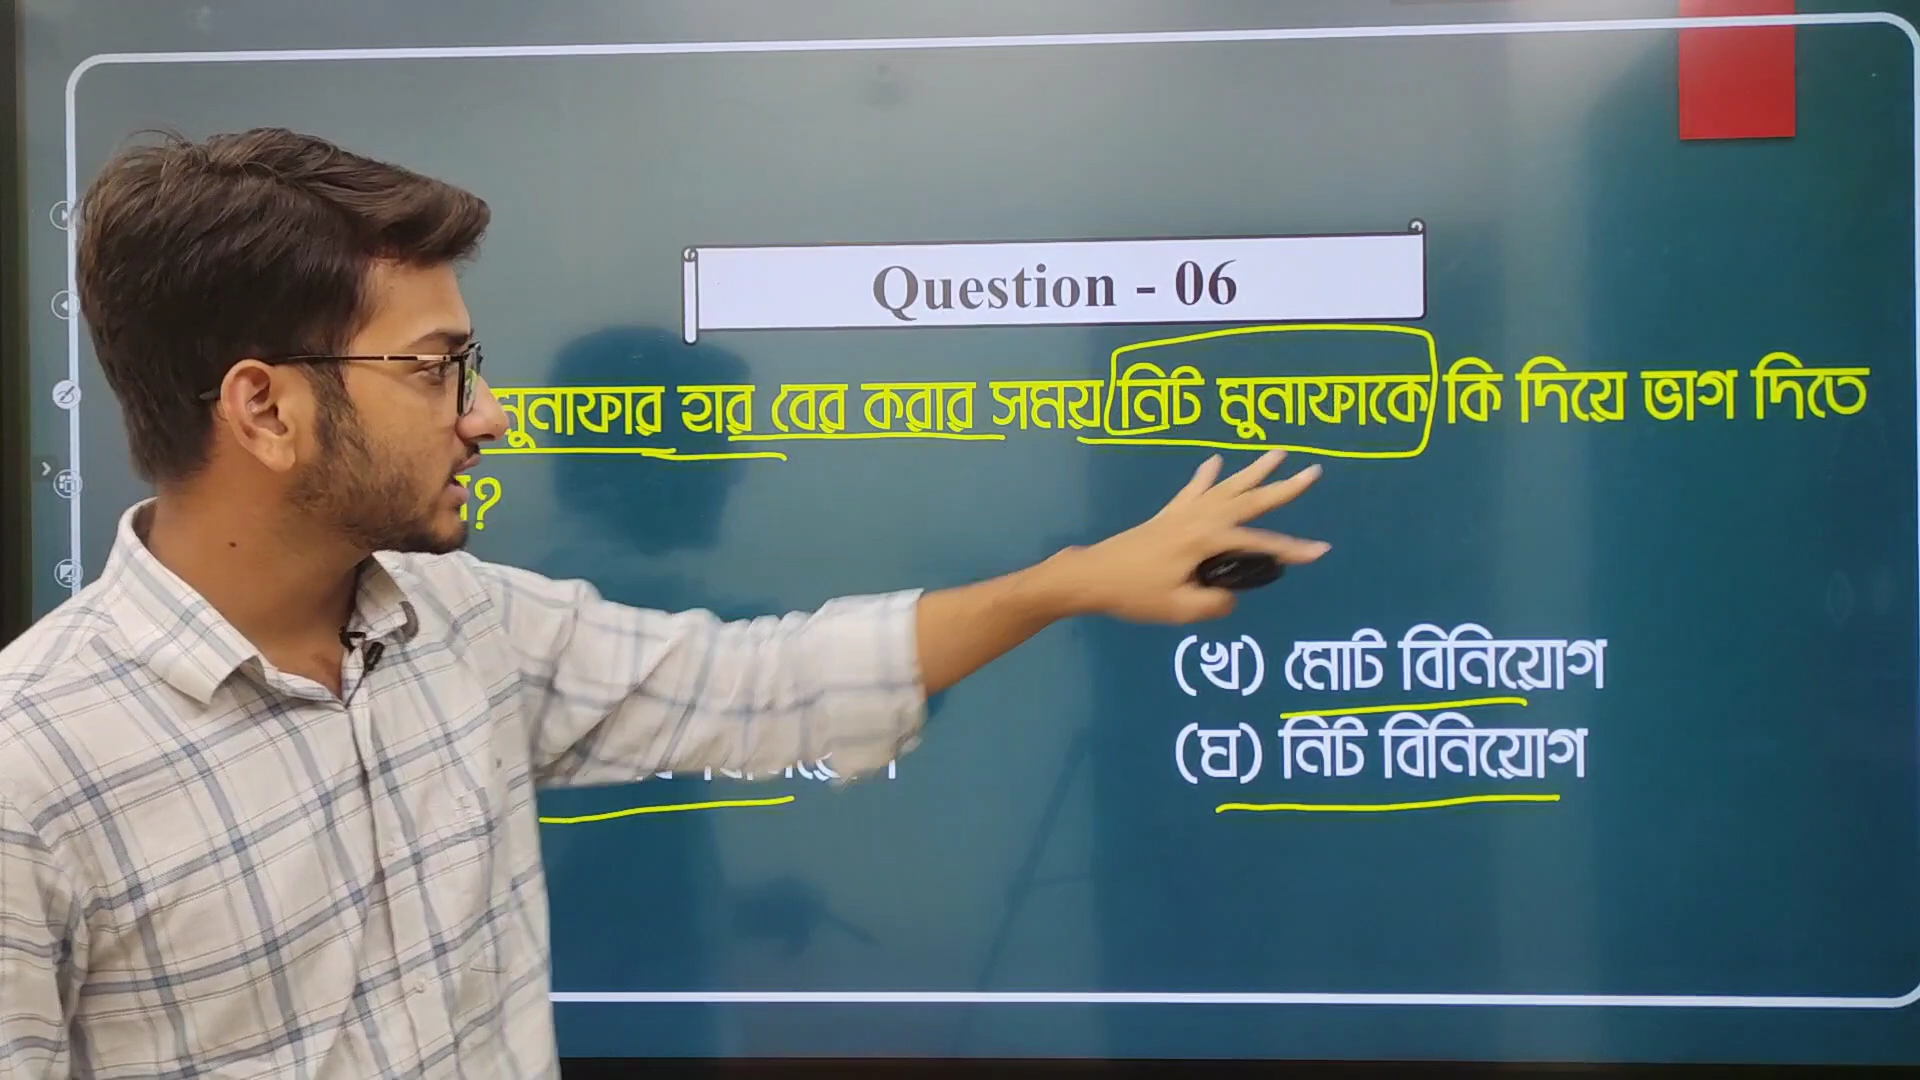 Question - 06
মুনাফার হার বের করার সময় নিট মুনাফাকে কি দিয়ে ভাগ দিতে
?
(খ) মোট বিনিয়োগ
(ঘ) নিট বিনিয়োগ